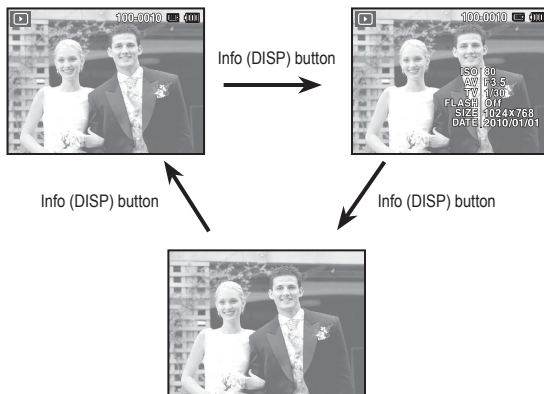 100-0010
100-0010
Info (DISP) button
ISO 80
AV F3.5
TV 1/30
FLASH Off
SIZE 1024X768
DATE 2010/01/01
Info (DISP) button
Info (DISP) button